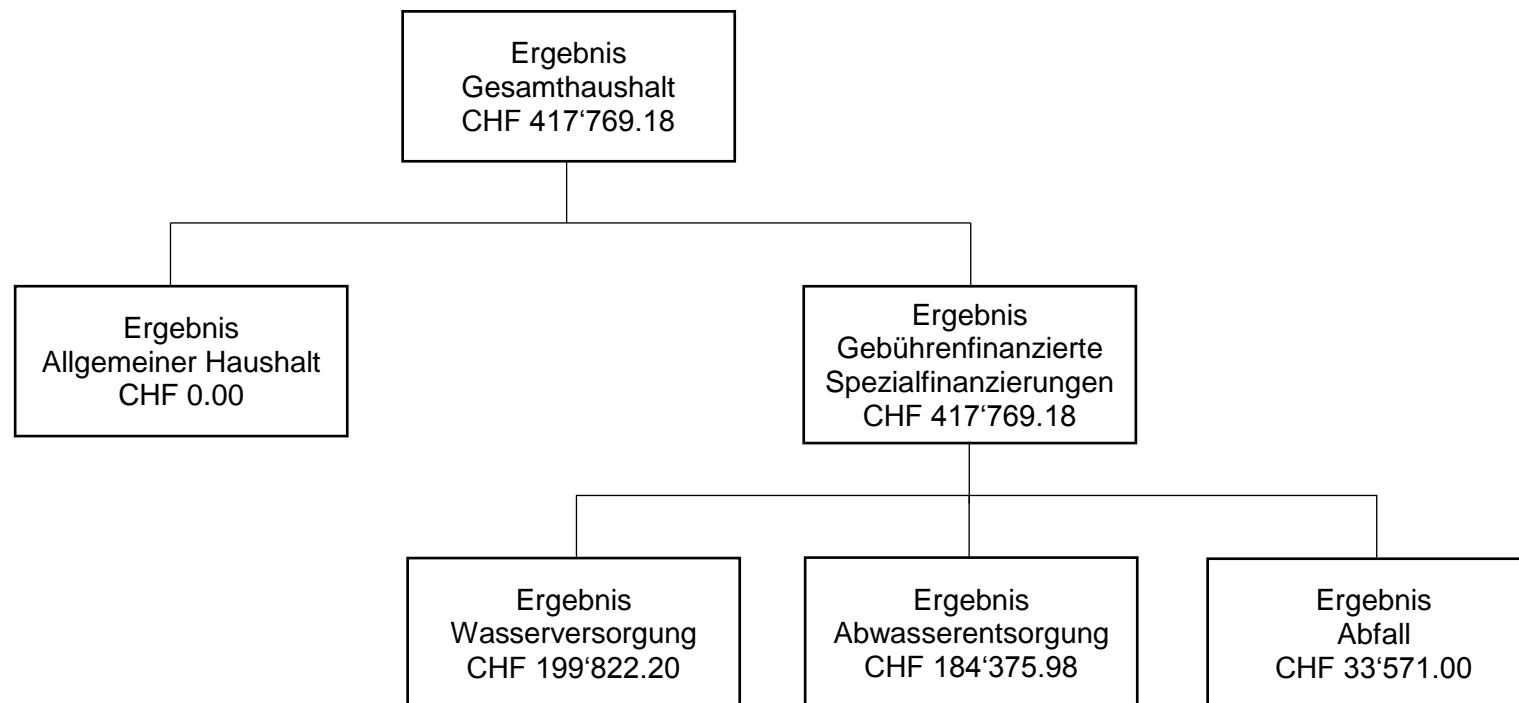 Ergebnis
Gesamthaushalt
CHF 417‘769.18
Ergebnis
Allgemeiner Haushalt
CHF 0.00
Ergebnis
Gebührenfinanzierte
Spezialfinanzierungen
CHF 417‘769.18
Ergebnis
Wasserversorgung
CHF 199‘822.20
Ergebnis
Abwasserentsorgung
CHF 184‘375.98
Ergebnis
Abfall
CHF 33‘571.00